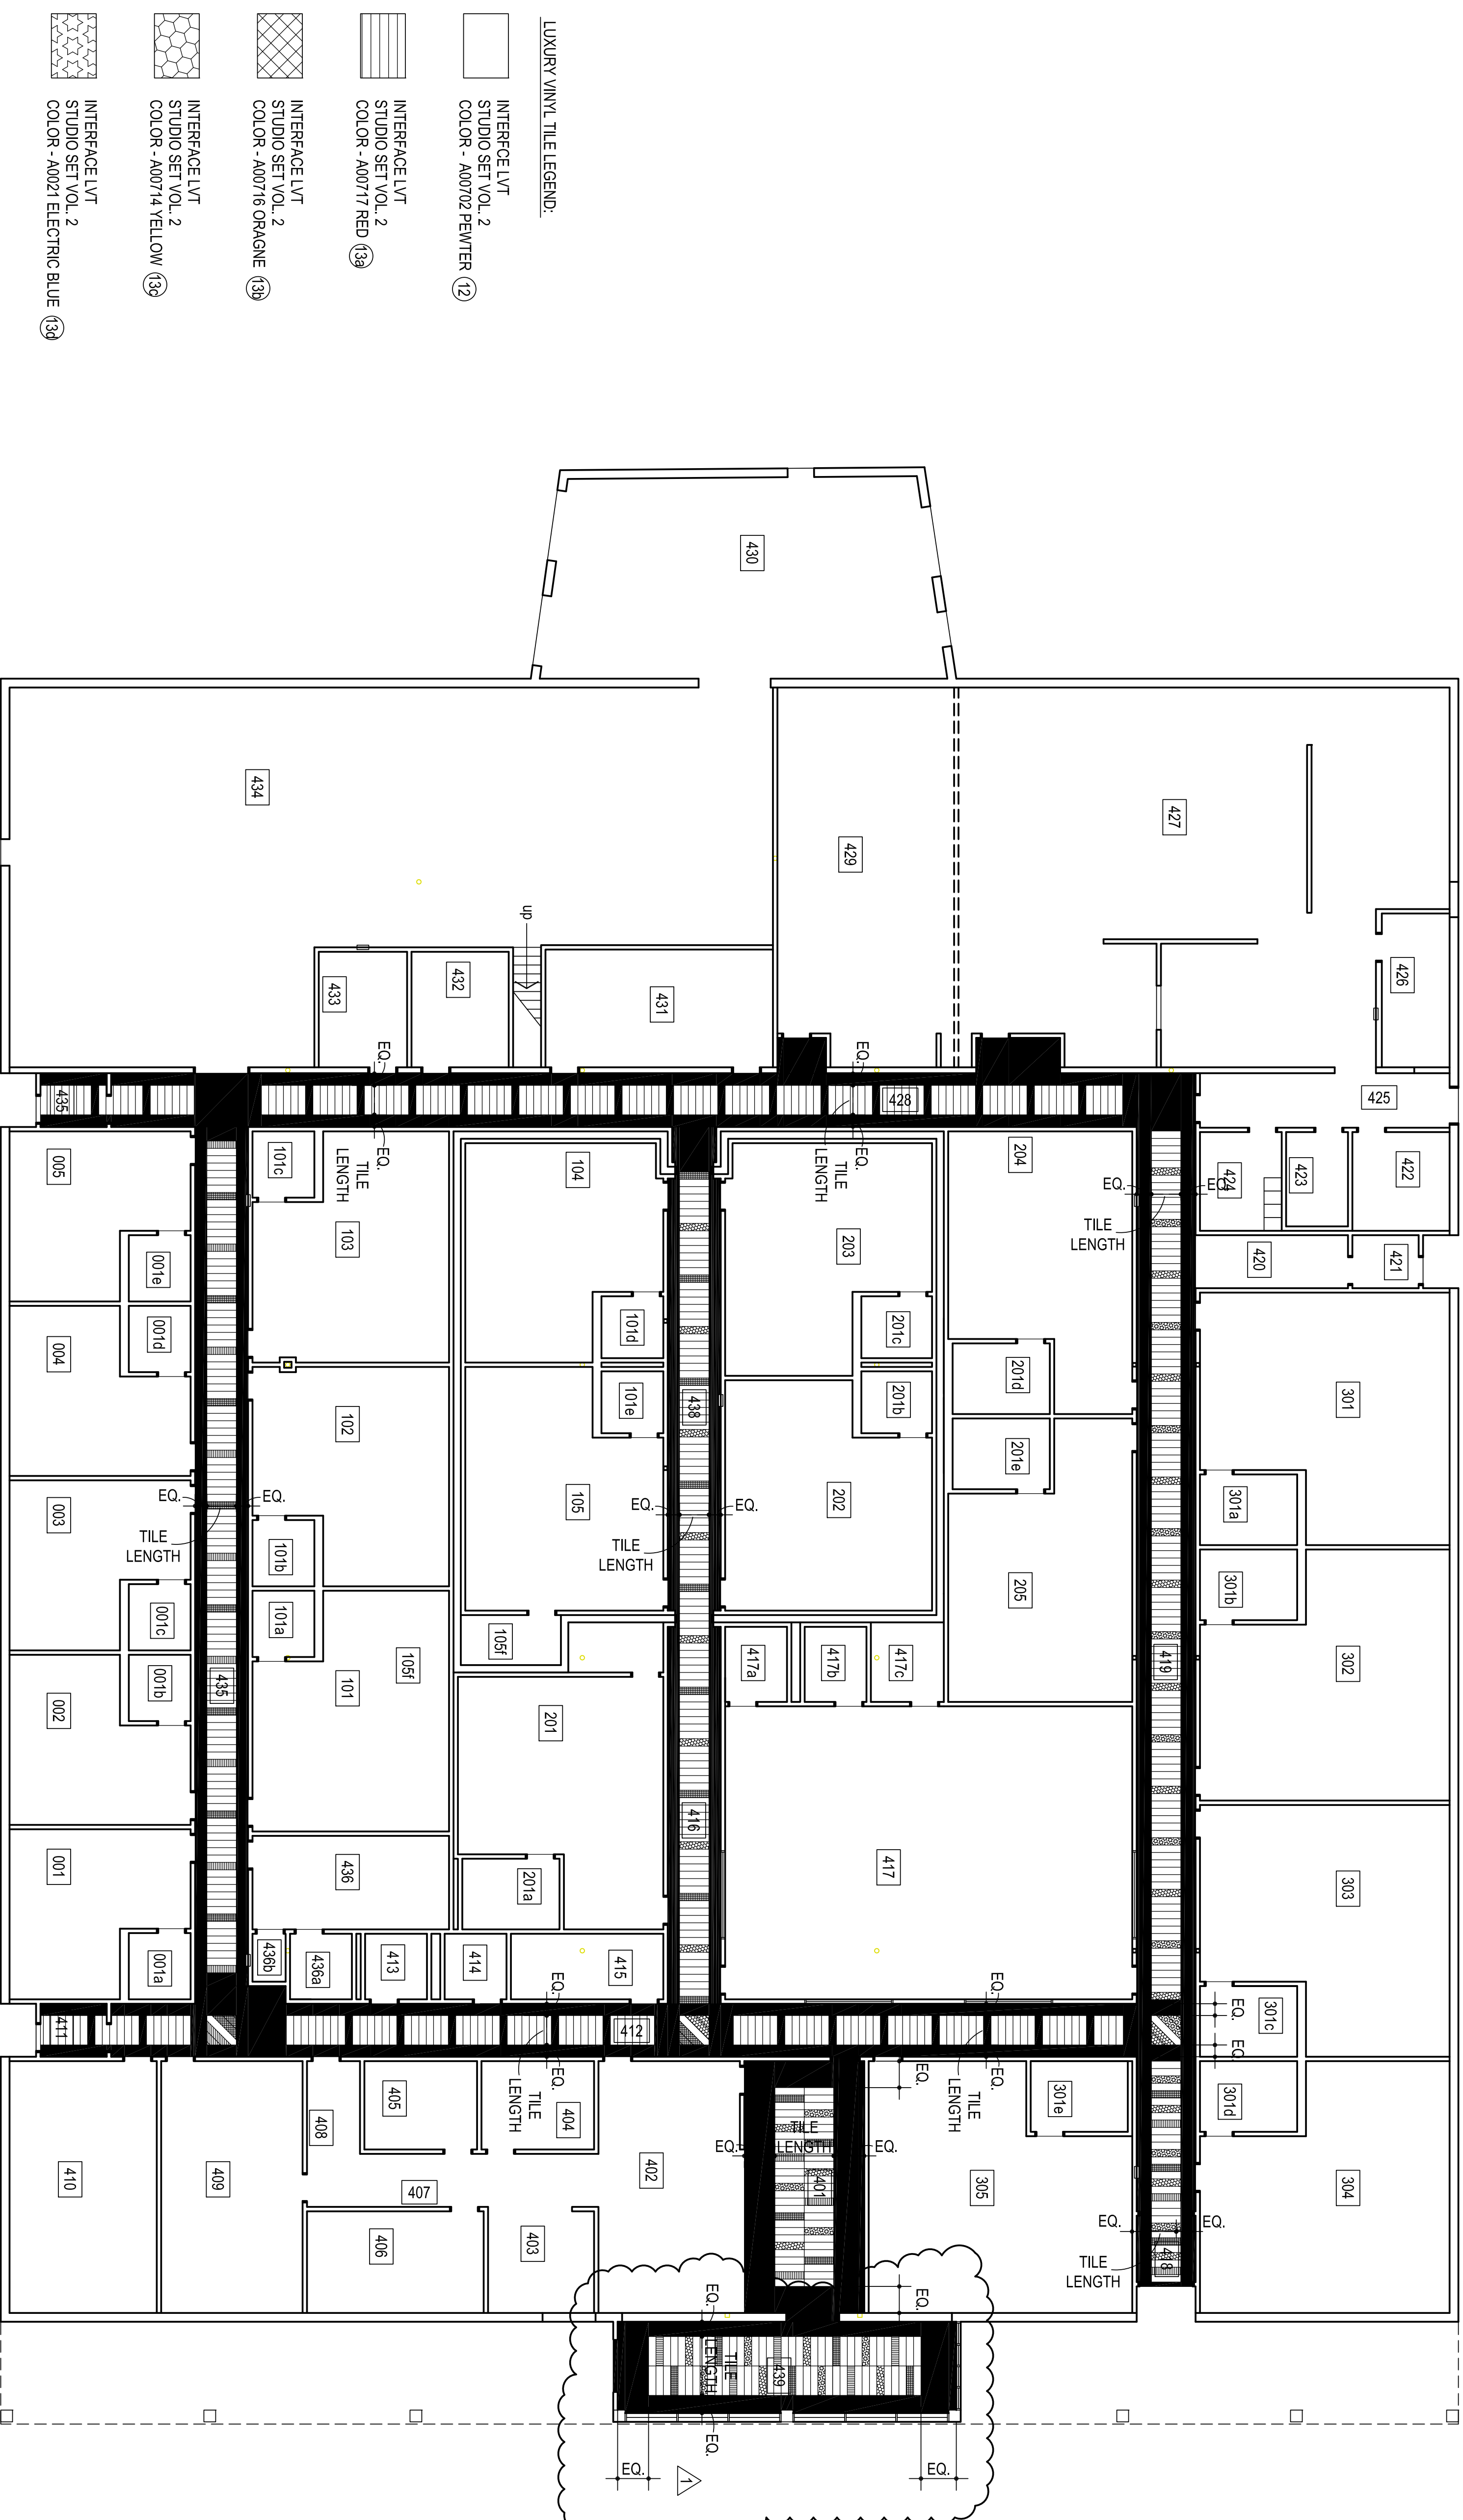 LUXURY VINYL TILE LEGEND:
INTERFCE LVT
STUDIO SET VOL. 2
COLOR - A00702 PEWTER 12
INTERFACE LVT
STUDIO SET VOL. 2
COLOR - A00717 RED 13a
INTERFACE LVT
STUDIO SET VOL. 2
COLOR - A00716 ORAGNE 13b
INTERFACE LVT
STUDIO SET VOL. 2
COLOR - A00714 YELLOW 13c
INTERFACE LVT
STUDIO SET VOL. 2
COLOR - A0021 ELECTRIC BLUE 13d
430
434
429
427
426
433
432
up
431
425
435
EQ.
EQ.
TILE
LENGTH
EQ.
EQ.
TILE
LENGTH
428
005
101c
103
104
203
204
EQ.
EQ.
TILE
LENGTH
424
423
422
420
421
001e
001d
004
102
101d
101e
438
201c
201b
201d
201e
301
003
EQ.
EQ.
TILE
LENGTH
101b
101a
105
EQ.
EQ.
TILE
LENGTH
202
205
301a
301b
001c
001b
002
435
101
105f
105f
201
417a
417b
417c
419
302
001
001a
436
436b
436a
413
414
415
201a
416
417
303
301c
EQ.
EQ.
411
EQ.
EQ.
TILE
LENGTH
412
EQ.
EQ.
TILE
LENGTH
410
409
408
405
404
407
406
403
402
EQ.
EQ.
EQ.
EQ.
TILE
LENGTH
401
305
301e
301d
304
EQ.
EQ.
TILE
LENGTH
418
EQ.
EQ.
TILE
LENGTH
439
EQ.
EQ.
1